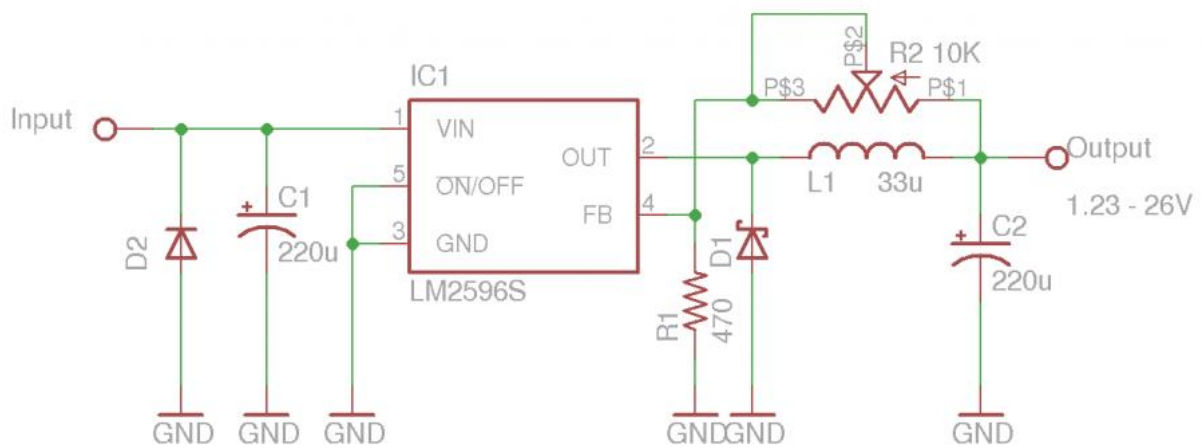 P$2
R2 10K
P$3
P$1
IC1
Input
1
VIN
OUT
2
Output
5
ON/OFF
L1
33u
1.23 - 26V
C1
FB
4
C2
D2
220u
3
GND
D1
220u
LM2596S
R1
470
GND
GND
GND
GND
GND
GND